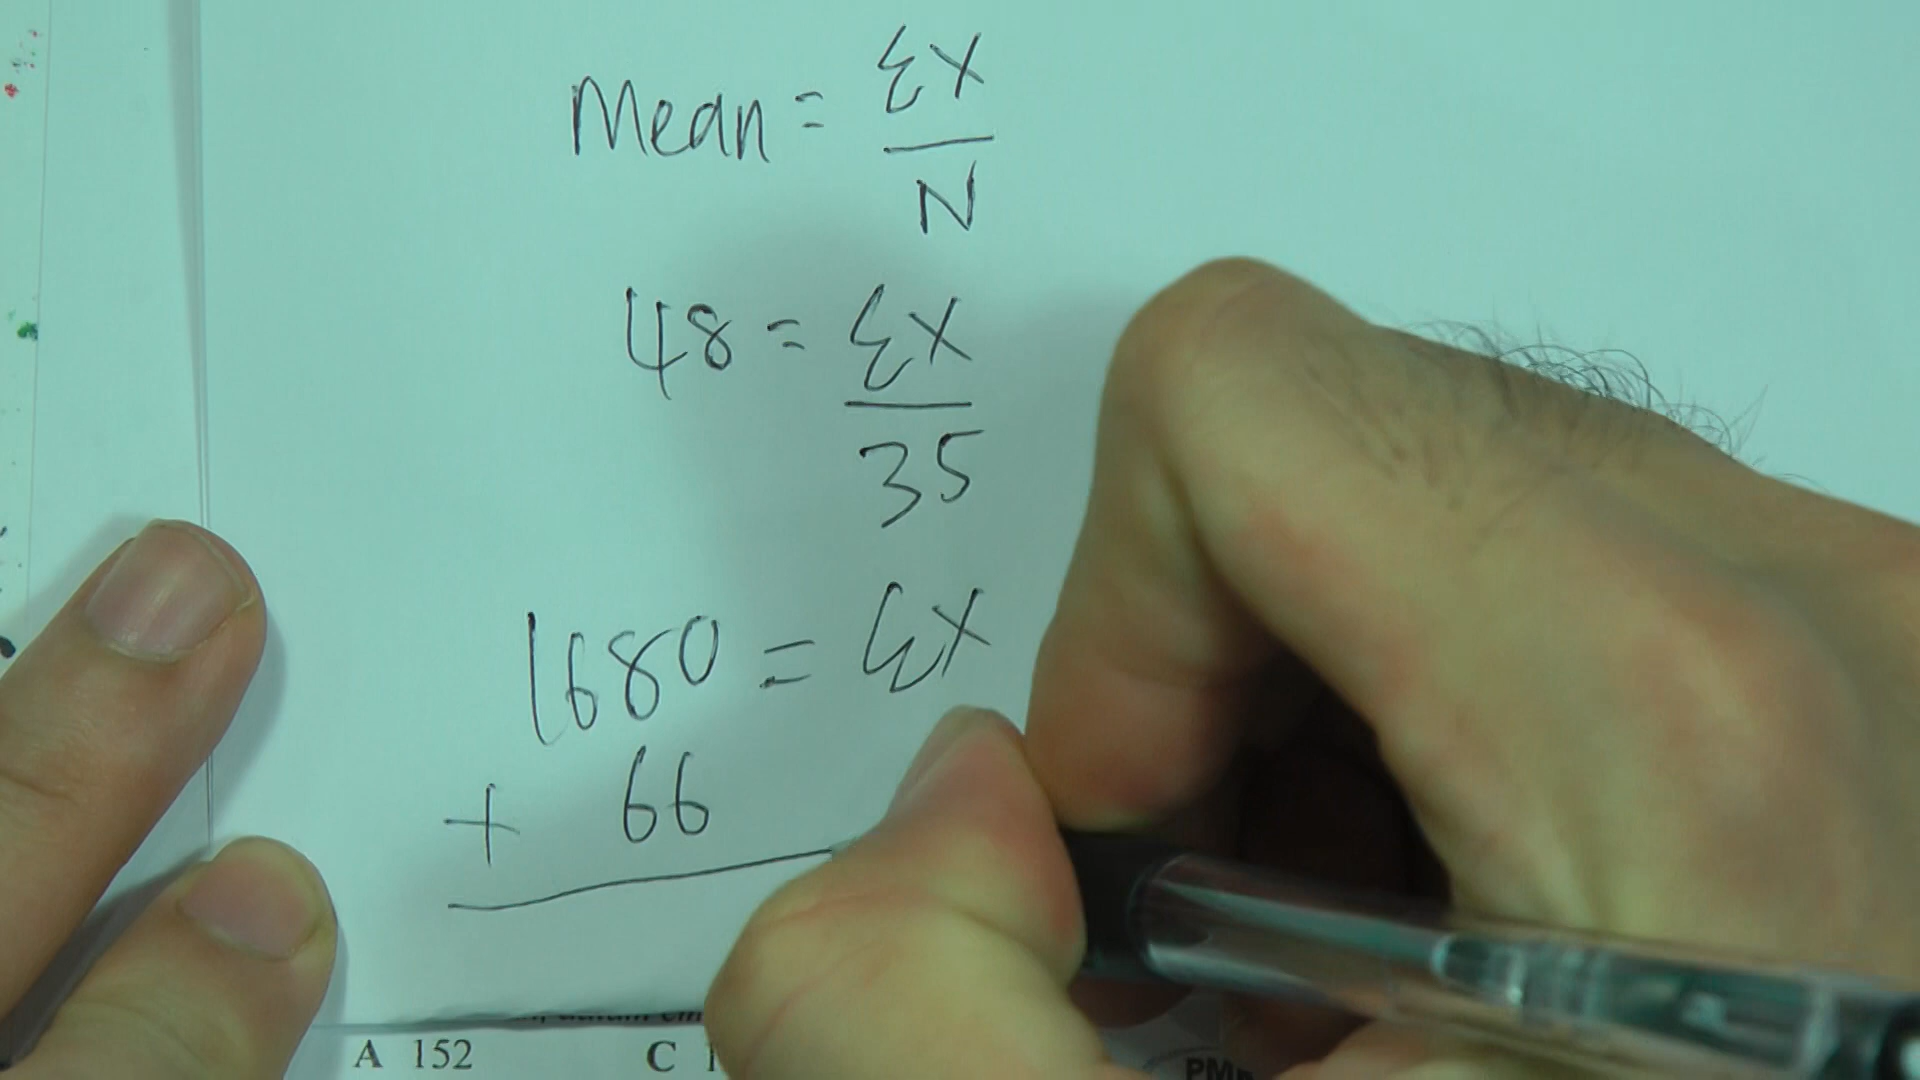 Mean = Σx
N
48 = Σx
35
1680 = Σx
+ 66
A 152 C